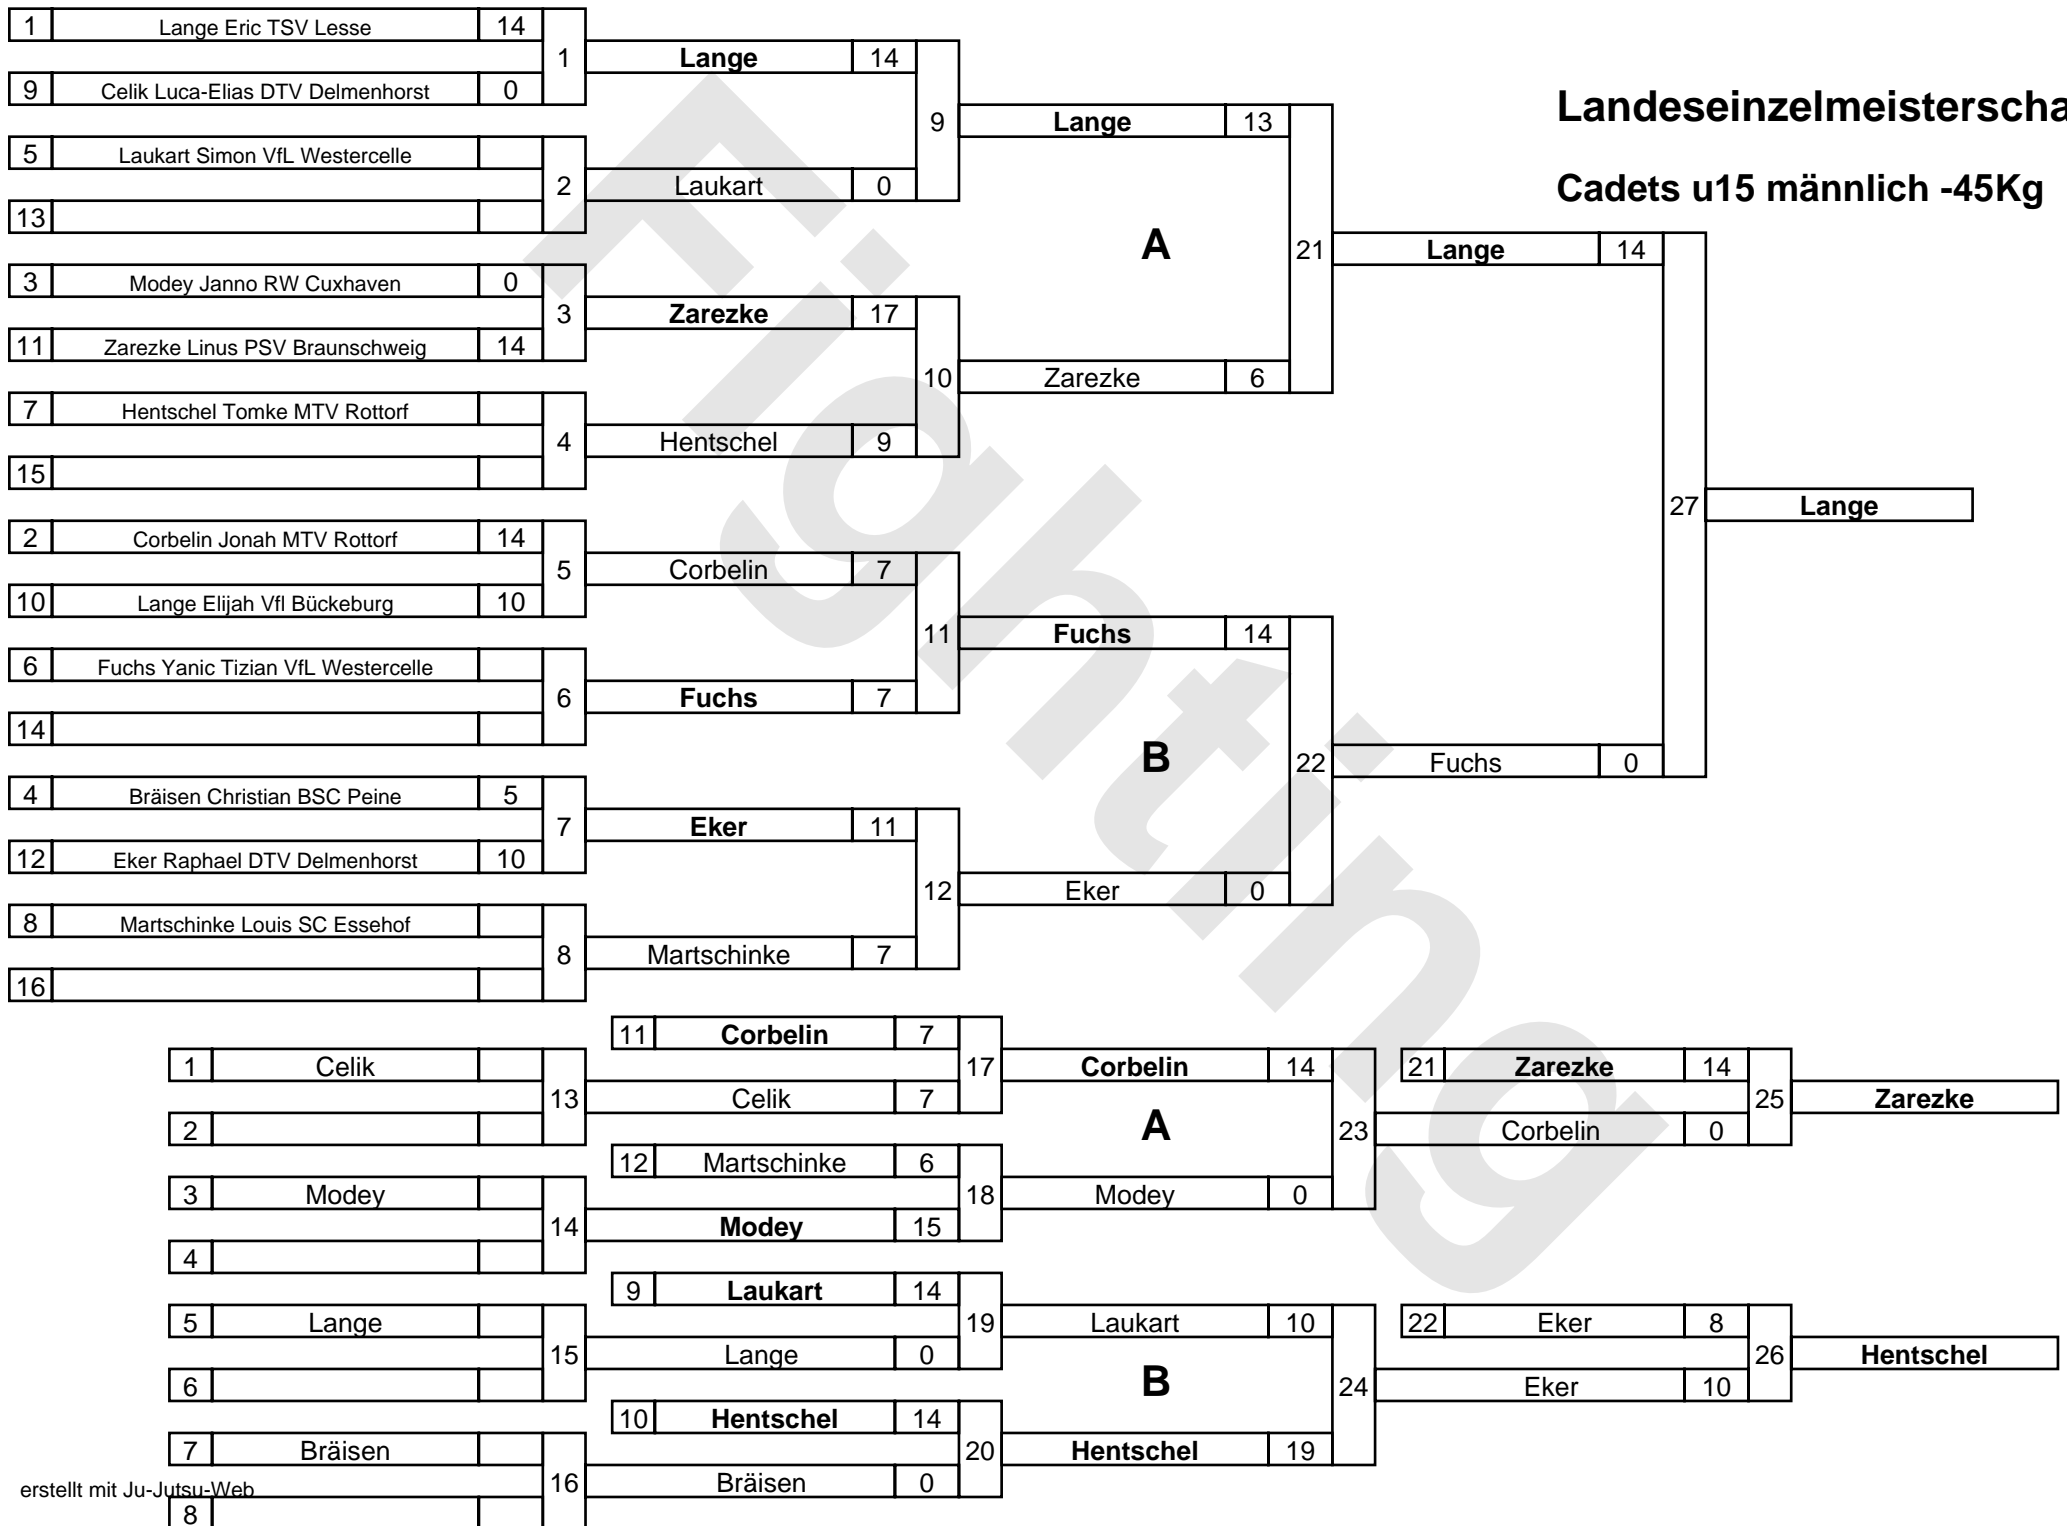 Landeseinzelmeisterscha
Cadets u15 männlich -45Kg
1 Lange Eric TSV Lesse 14
9 Celik Luca-Elias DTV Delmenhorst 0
1
5 Laukart Simon VfL Westercelle
13
2
3 Modey Janno RW Cuxhaven 0
11 Zarezke Linus PSV Braunschweig 14
3
7 Hentschel Tomke MTV Rottorf
15
4
2 Corbelin Jonah MTV Rottorf 14
10 Lange Elijah Vfl Bückeburg 10
5
6 Fuchs Yanic Tizian VfL Westercelle
14
6
4 Bräisen Christian BSC Peine 5
12 Eker Raphael DTV Delmenhorst 10
7
8 Martschinke Louis SC Essehof
16
8
Lange 14
Laukart 0
9
Zarezke 17
Hentschel 9
10
Corbelin 7
Fuchs 7
11
Eker 11
Martschinke 7
12
Lange 13
A
Zarezke 6
21
Fuchs 14
B
Eker 0
22
Lange 14
Fuchs 0
27
Lange
1 Celik
2
13
3 Modey
4
14
5 Lange
6
15
7 Bräisen
8
16
11 Corbelin 7
Celik 7
17
12 Martschinke 6
Modey 15
18
9 Laukart 14
Lange 0
19
10 Hentschel 14
Bräisen 0
20
Corbelin 14
A
Modey 0
23
Laukart 10
B
Hentschel 19
24
21 Zarezke 14
Corbelin 0
25
Zarezke
22 Eker 8
Eker 10
26
Hentschel
erstellt mit Ju-Jutsu-Web
Fighting